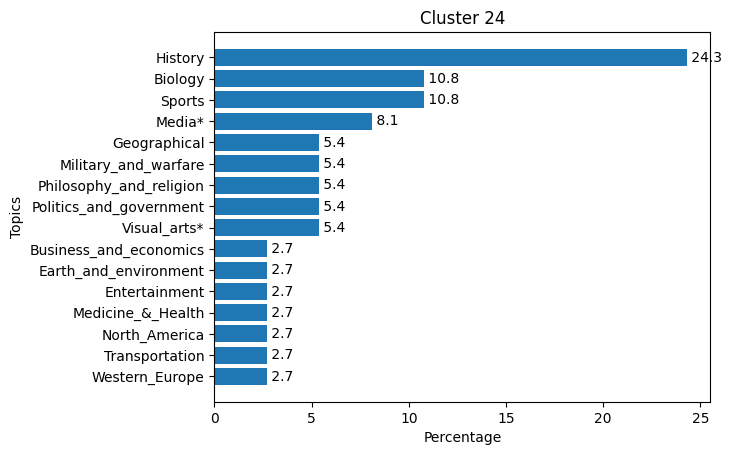 Cluster 24
Topics
History 24.3
Biology 10.8
Sports 10.8
Media* 8.1
Geographical 5.4
Military_and_warfare 5.4
Philosophy_and_religion 5.4
Politics_and_government 5.4
Visual_arts* 5.4
Business_and_economics 2.7
Earth_and_environment 2.7
Entertainment 2.7
Medicine_&_Health 2.7
North_America 2.7
Transportation 2.7
Western_Europe 2.7
0 5 10 15 20 25
Percentage